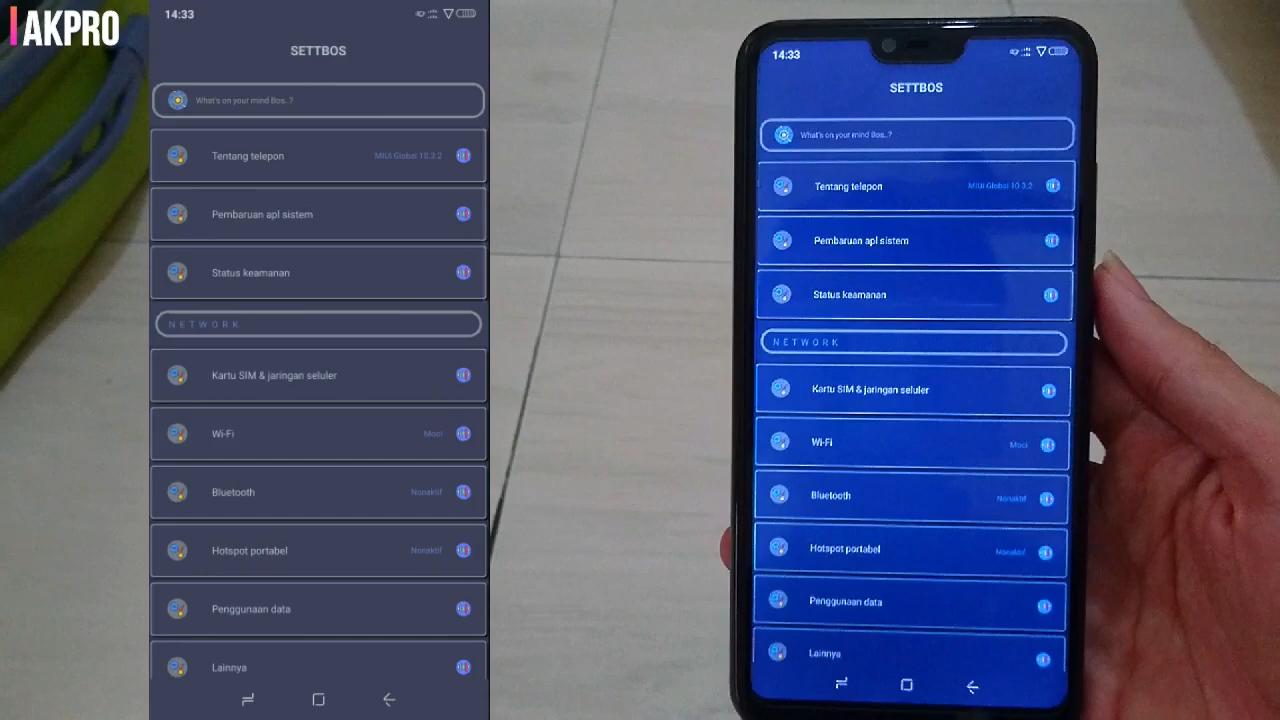 AKPRO
14:33
SETTBOS
What's on your mind Bos..?
Tentang telepon MIUI Global 10.3.2
Pembaruan apl sistem
Status keamanan
NETWORK
Kartu SIM & jaringan seluler
Wi-Fi Moci
Bluetooth Nonaktif
Hotspot portabel Nonaktif
Penggunaan data
Lainnya
14:33
SETTBOS
What's on your mind Bos..?
Tentang telepon MIUI Global 10.3.2
Pembaruan apl sistem
Status keamanan
NETWORK
Kartu SIM & jaringan seluler
Wi-Fi Moci
Bluetooth Nonaktif
Hotspot portabel Nonaktif
Penggunaan data
Lainnya